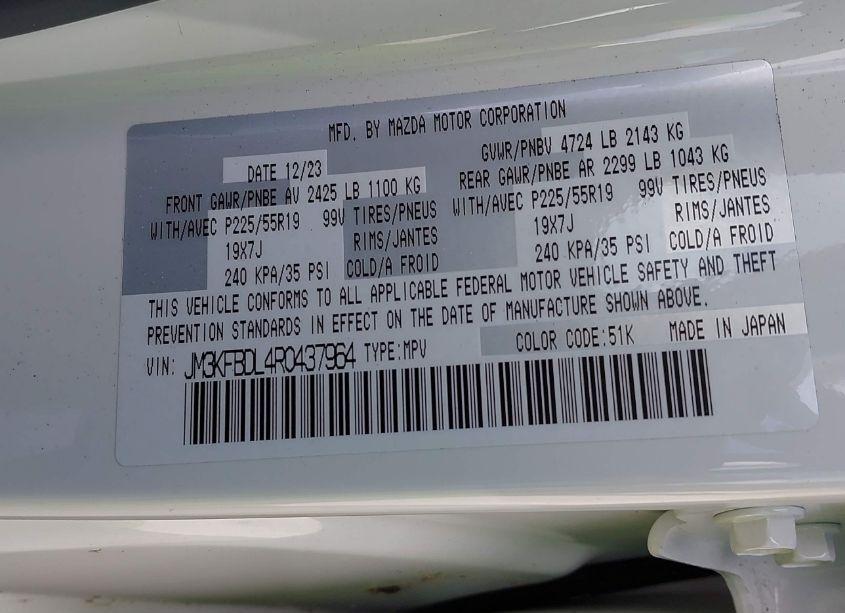 MFD. BY MAZDA MOTOR CORPORATION
DATE 12/23 GVWR/PNBV 4724 LB 2143 KG
FRONT GAWR/PNBE AV 2425 LB 1100 KG REAR GAWR/PNBE AR 2299 LB 1043 KG
WITH/AVEC P225/55R19 99V TIRES/PNEUS WITH/AVEC P225/55R19 99V TIRES/PNEUS
19X7J RIMS/JANTES 19X7J RIMS/JANTES
240 KPA/35 PSI COLD/A FROID 240 KPA/35 PSI COLD/A FROID
THIS VEHICLE CONFORMS TO ALL APPLICABLE FEDERAL MOTOR VEHICLE SAFETY AND THEFT
PREVENTION STANDARDS IN EFFECT ON THE DATE OF MANUFACTURE SHOWN ABOVE.
VIN: JM3KFBDL4R0437964 TYPE:MPV COLOR CODE:51K MADE IN JAPAN